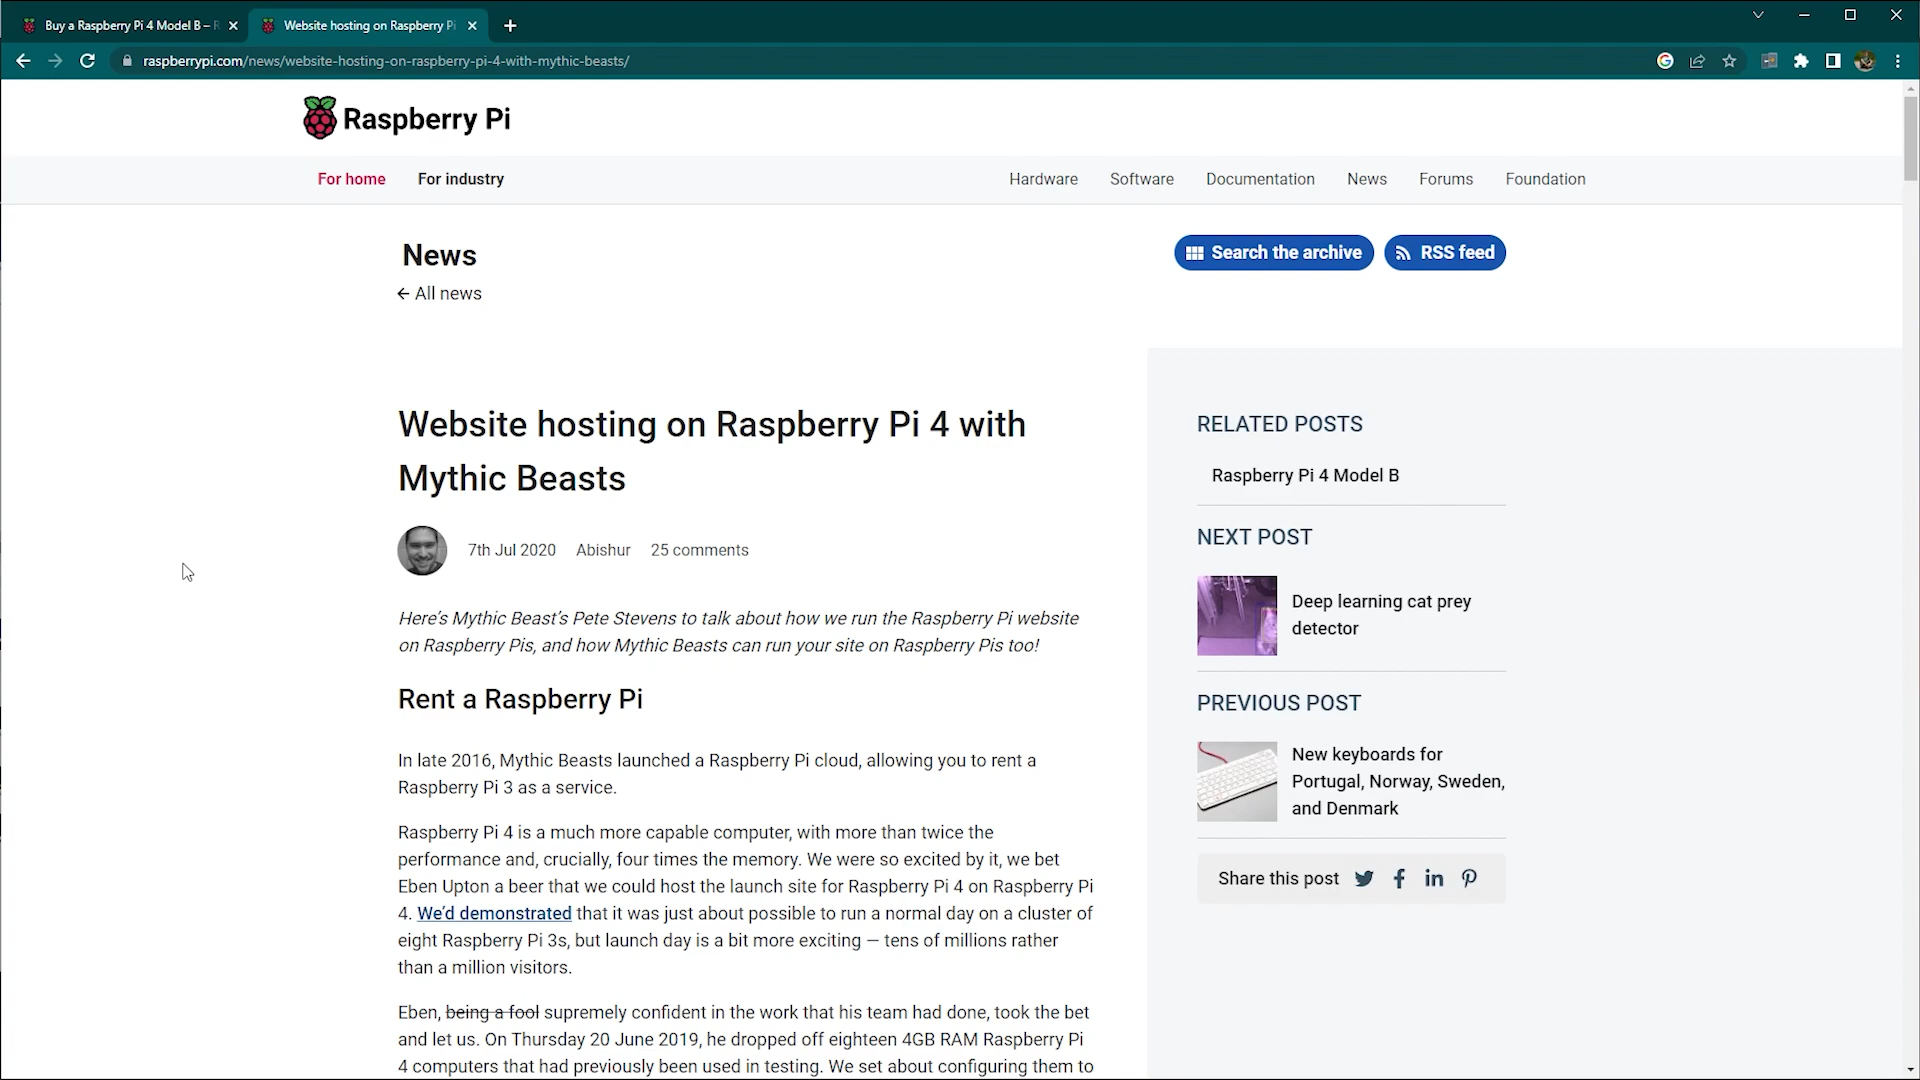 Buy a Raspberry Pi 4 Model B – R
Website hosting on Raspberry Pi
raspberrypi.com/news/website-hosting-on-raspberry-pi-4-with-mythic-beasts/
Raspberry Pi
For home For industry Hardware Software Documentation News Forums Foundation
News
Search the archive RSS feed
← All news
Website hosting on Raspberry Pi 4 with
Mythic Beasts
7th Jul 2020 Abishur 25 comments
Here’s Mythic Beast’s Pete Stevens to talk about how we run the Raspberry Pi website
on Raspberry Pis, and how Mythic Beasts can run your site on Raspberry Pis too!
Rent a Raspberry Pi
In late 2016, Mythic Beasts launched a Raspberry Pi cloud, allowing you to rent a
Raspberry Pi 3 as a service.
Raspberry Pi 4 is a much more capable computer, with more than twice the
performance and, crucially, four times the memory. We were so excited by it, we bet
Eben Upton a beer that we could host the launch site for Raspberry Pi 4 on Raspberry Pi
4. We’d demonstrated that it was just about possible to run a normal day on a cluster of
eight Raspberry Pi 3s, but launch day is a bit more exciting — tens of millions rather
than a million visitors.
Eben, being a fool supremely confident in the work that his team had done, took the bet
and let us. On Thursday 20 June 2019, he dropped off eighteen 4GB RAM Raspberry Pi
4 computers that had previously been used in testing. We set about configuring them to
RELATED POSTS
Raspberry Pi 4 Model B
NEXT POST
Deep learning cat prey
detector
PREVIOUS POST
New keyboards for
Portugal, Norway, Sweden,
and Denmark
Share this post